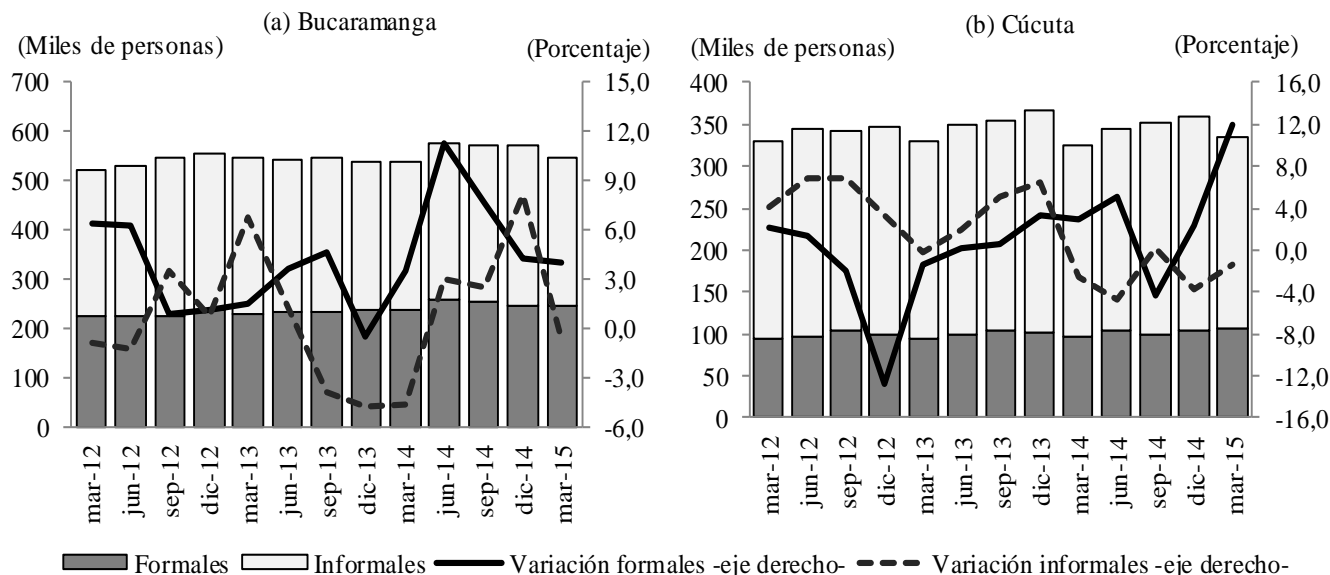 (a) Bucaramanga
(Miles de personas)
(Porcentaje)
700
600
500
400
300
200
100
0
15,0
12,0
9,0
6,0
3,0
0,0
-3,0
-6,0
mar-12
jun-12
sep-12
dic-12
mar-13
jun-13
sep-13
dic-13
mar-14
jun-14
sep-14
dic-14
mar-15
(b) Cúcuta
(Miles de personas)
(Porcentaje)
400
350
300
250
200
150
100
50
0
16,0
12,0
8,0
4,0
0,0
-4,0
-8,0
-12,0
-16,0
mar-12
jun-12
sep-12
dic-12
mar-13
jun-13
sep-13
dic-13
mar-14
jun-14
sep-14
dic-14
mar-15
Formales Informales Variación formales -eje derecho- Variación informales -eje derecho-